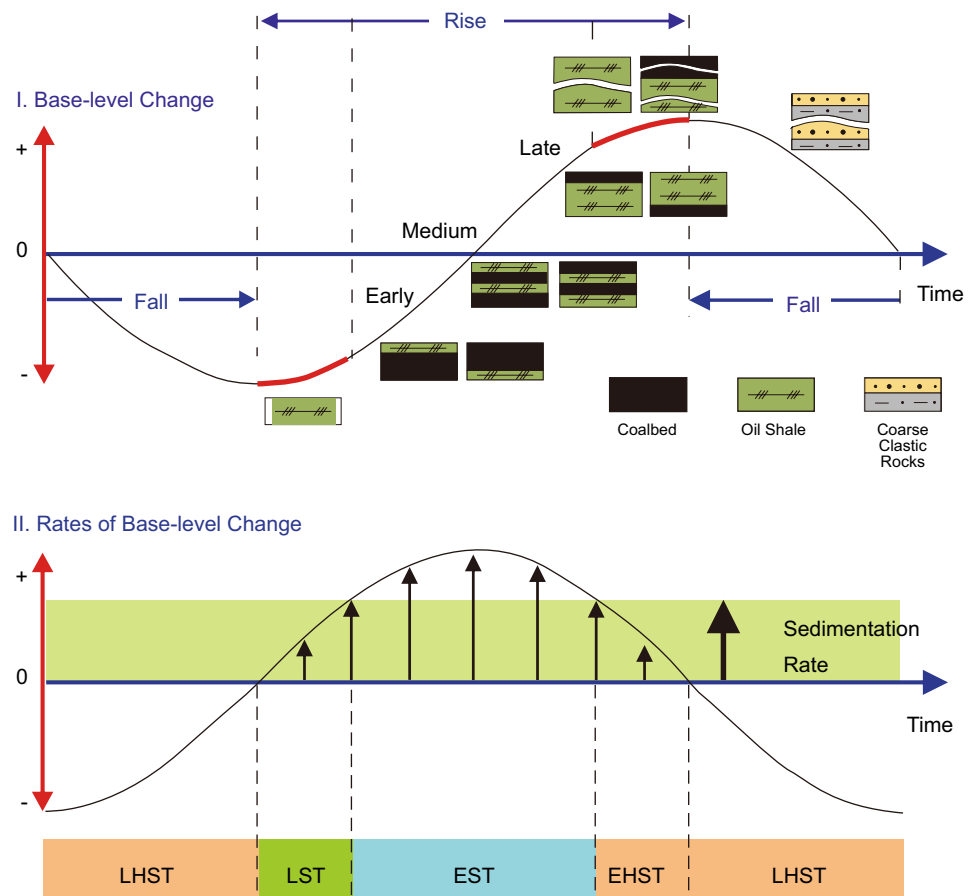 Rise
I. Base-level Change
+
Late
Medium
0
Early
Fall
Fall
Time
-
Coalbed
Oil Shale
Coarse
Clastic
Rocks
II. Rates of Base-level Change
+
Sedimentation
Rate
0
Time
-
LHST
LST
EST
EHST
LHST